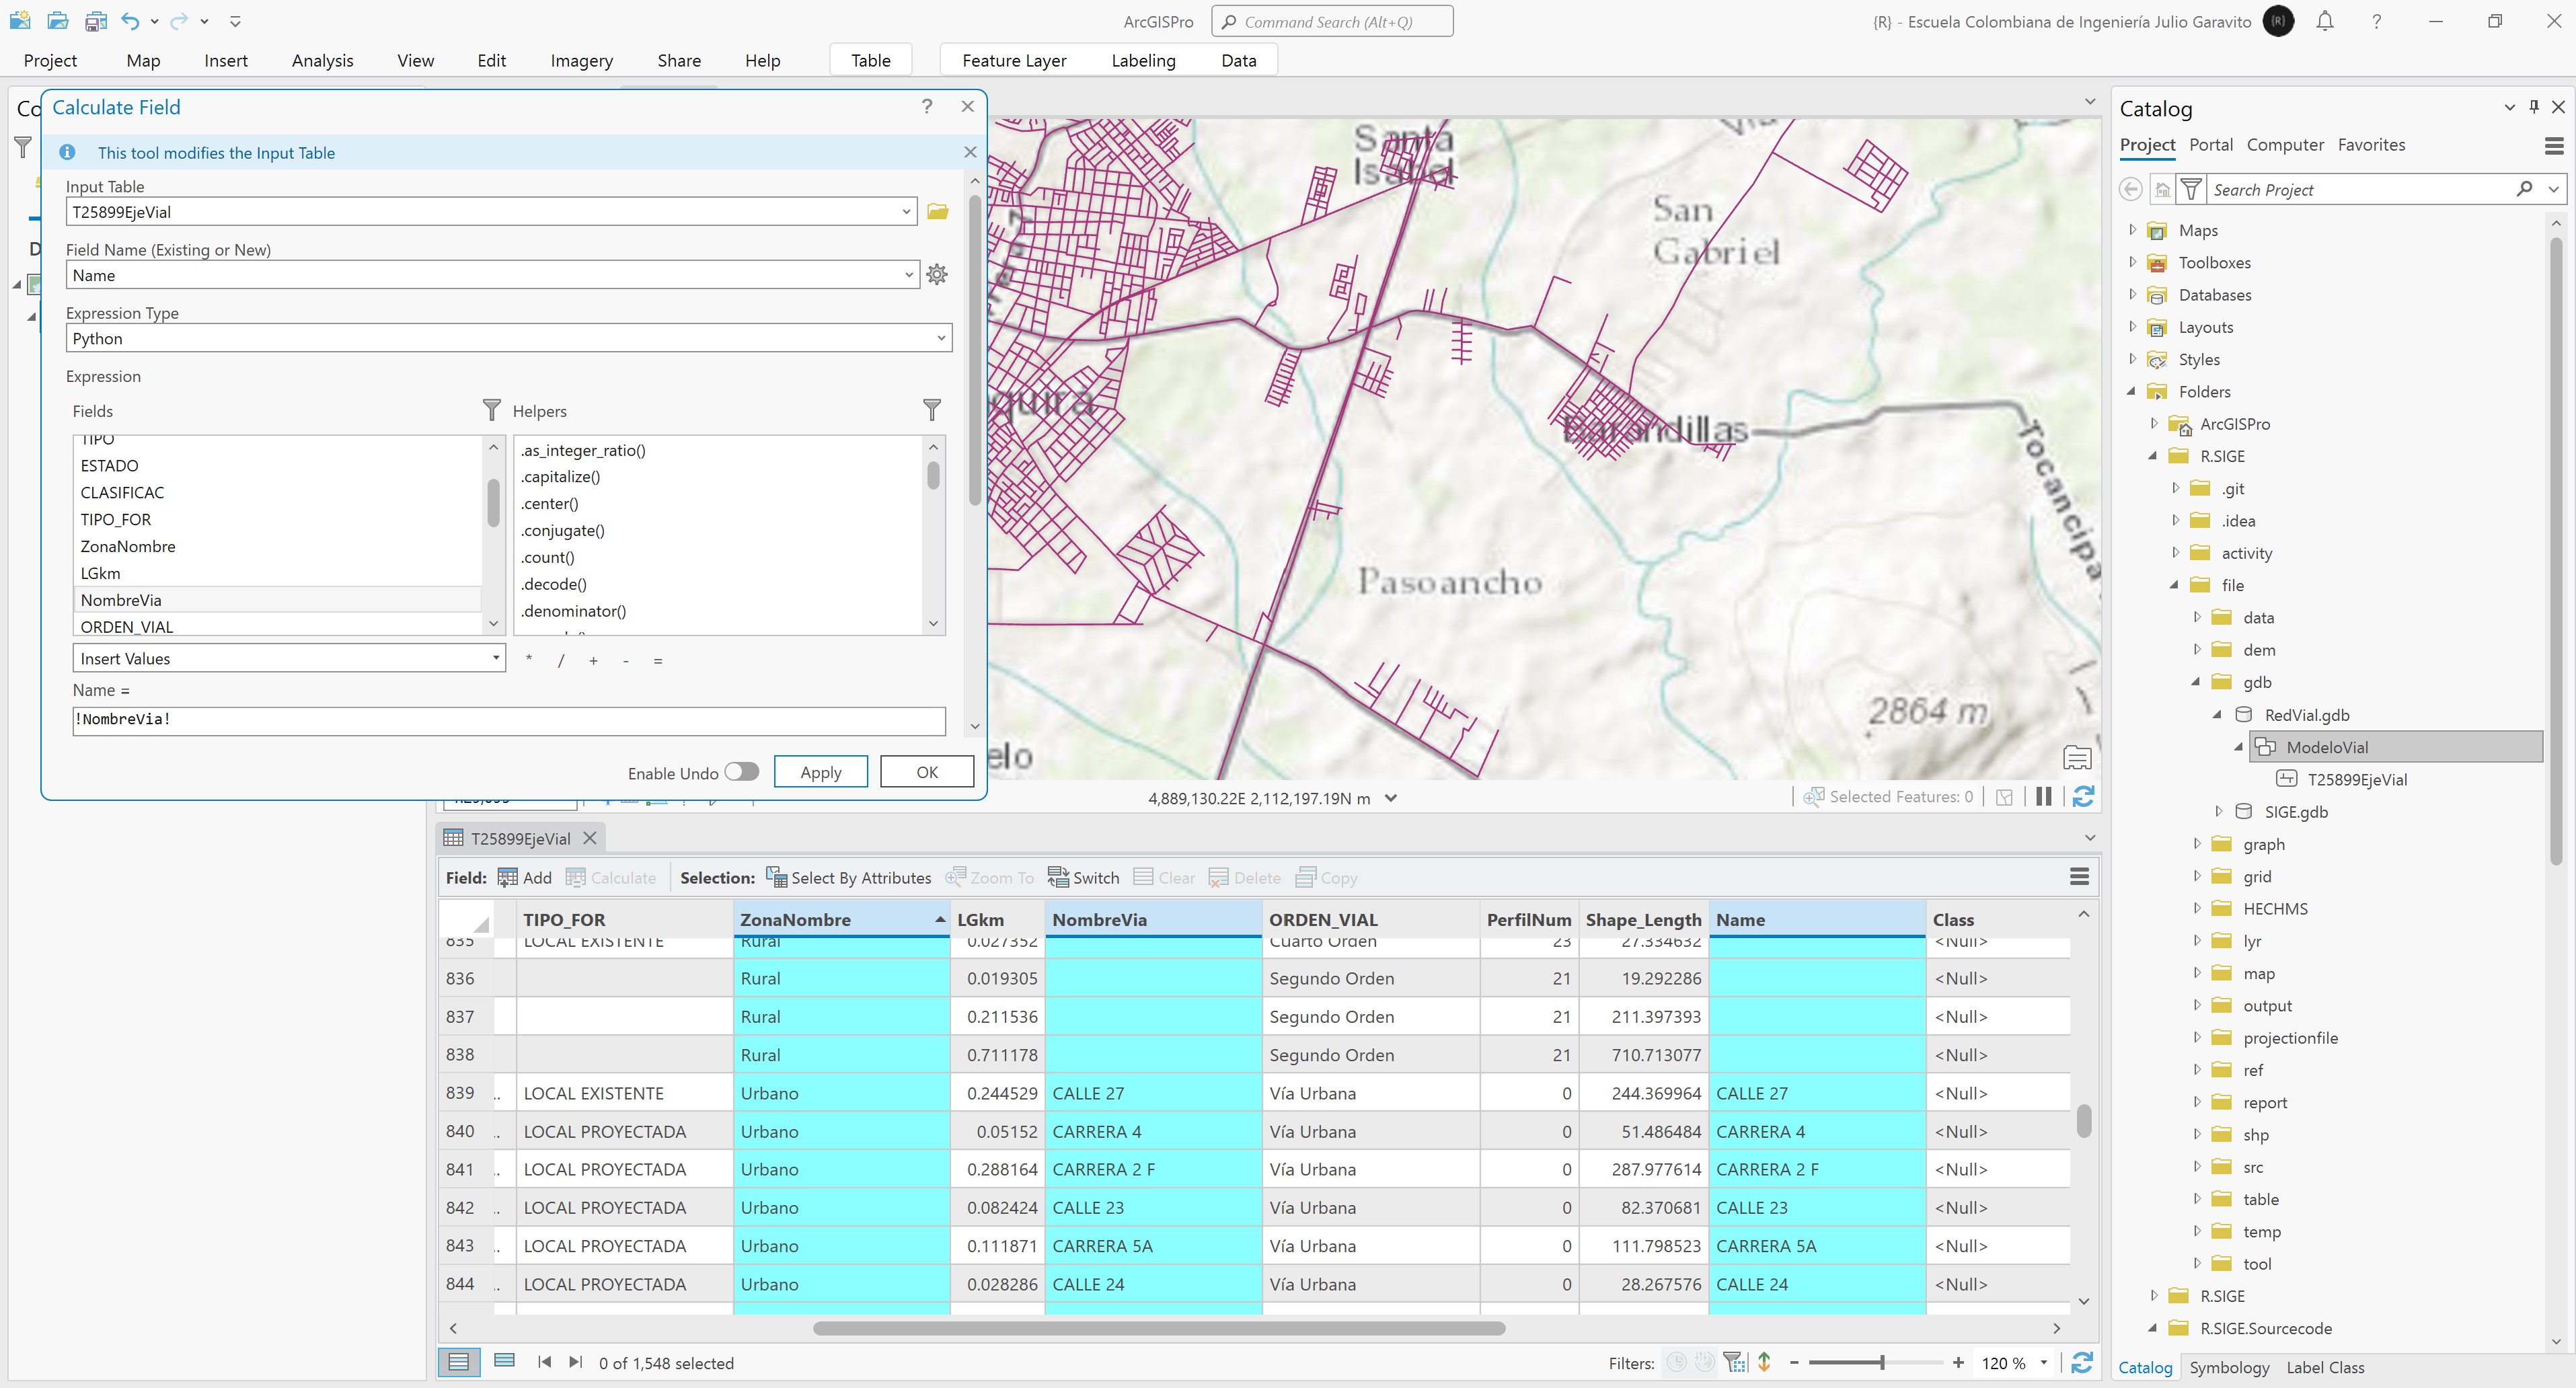 ArcGISPro
Command Search (Alt+Q)
{R} - Escuela Colombiana de Ingeniería Julio Garavito
{R}
?
Project
Map
Insert
Analysis
View
Edit
Imagery
Share
Help
Table
Feature Layer
Labeling
Data
Co
D
Calculate Field
?
This tool modifies the Input Table
Input Table
T25899EjeVial
Field Name (Existing or New)
Name
Expression Type
Python
Expression
Fields
Helpers
TIPO
ESTADO
CLASIFICAC
TIPO_FOR
ZonaNombre
LGkm
NombreVia
ORDEN_VIAL
.as_integer_ratio()
.capitalize()
.center()
.conjugate()
.count()
.decode()
.denominator()
Insert Values
* / + - =
Name =
!NombreVia!
Enable Undo
Apply
OK
Santa
Isabel
San
Gabriel
quirá
Barandillas
Tocancipa
Pasoancho
2864 m
elo
4,889,130.22E 2,112,197.19N m
Selected Features: 0
T25899EjeVial
Field: Add Calculate Selection: Select By Attributes Zoom To Switch Clear Delete Copy
TIPO_FOR ZonaNombre LGkm NombreVia ORDEN_VIAL PerfilNum Shape_Length Name Class
835 LOCAL EXISTENTE Rural 0.027352 Cuarto Orden 23 27.334632 <Null>
836 Rural 0.019305 Segundo Orden 21 19.292286 <Null>
837 Rural 0.211536 Segundo Orden 21 211.397393 <Null>
838 Rural 0.711178 Segundo Orden 21 710.713077 <Null>
839 .. LOCAL EXISTENTE Urbano 0.244529 CALLE 27 Vía Urbana 0 244.369964 CALLE 27 <Null>
840 .. LOCAL PROYECTADA Urbano 0.05152 CARRERA 4 Vía Urbana 0 51.486484 CARRERA 4 <Null>
841 .. LOCAL PROYECTADA Urbano 0.288164 CARRERA 2 F Vía Urbana 0 287.977614 CARRERA 2 F <Null>
842 .. LOCAL PROYECTADA Urbano 0.082424 CALLE 23 Vía Urbana 0 82.370681 CALLE 23 <Null>
843 .. LOCAL PROYECTADA Urbano 0.111871 CARRERA 5A Vía Urbana 0 111.798523 CARRERA 5A <Null>
844 .. LOCAL PROYECTADA Urbano 0.028286 CALLE 24 Vía Urbana 0 28.267576 CALLE 24 <Null>
0 of 1,548 selected
Filters:
- + 120 %
Catalog
Project
Portal
Computer
Favorites
Search Project
Maps
Toolboxes
Databases
Layouts
Styles
Folders
ArcGISPro
R.SIGE
.git
.idea
activity
file
data
dem
gdb
RedVial.gdb
ModeloVial
T25899EjeVial
SIGE.gdb
graph
grid
HECHMS
lyr
map
output
projectionfile
ref
report
shp
src
table
temp
tool
R.SIGE
R.SIGE.Sourcecode
Catalog
Symbology
Label Class